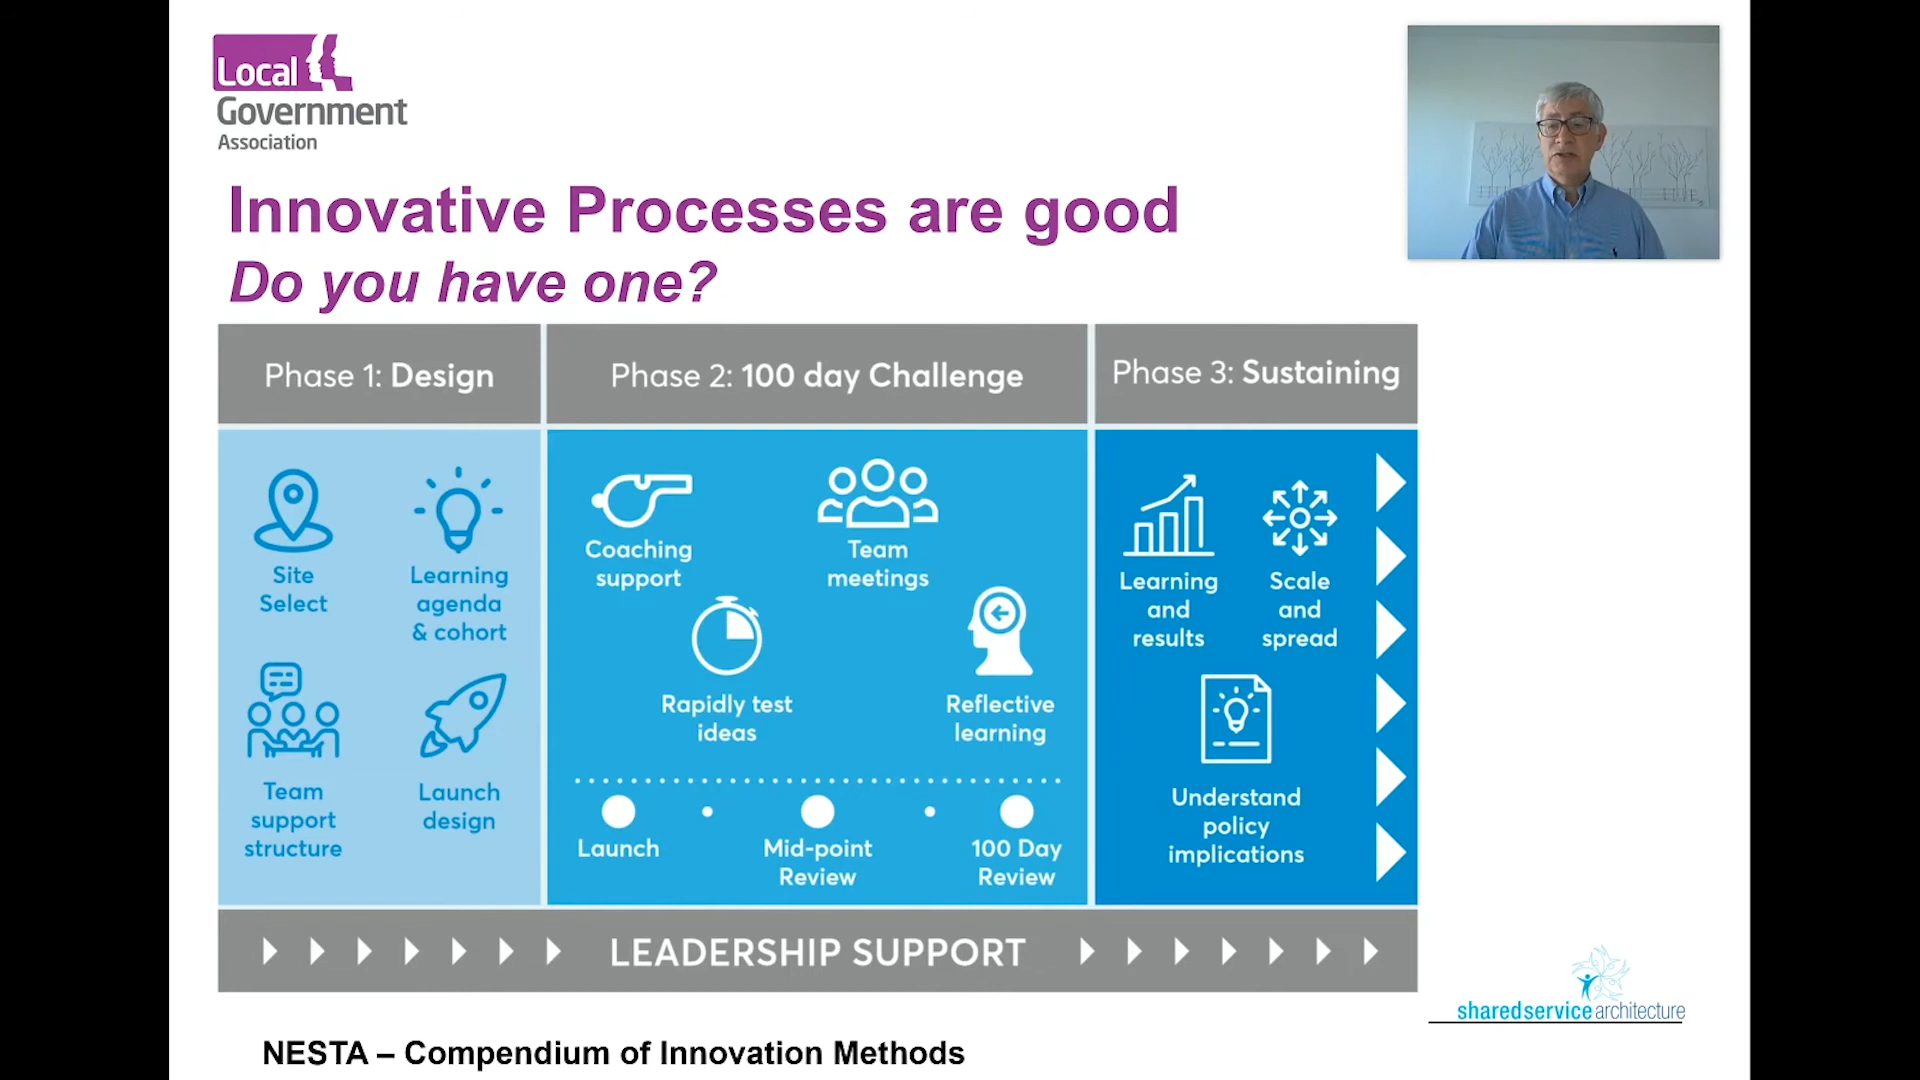 Local
Government
Association
Innovative Processes are good
Do you have one?
Phase 1: Design
Phase 2: 100 day Challenge
Phase 3: Sustaining
Site
Select
Learning
agenda
& cohort
Team
support
structure
Launch
design
Coaching
support
Team
meetings
Rapidly test
ideas
Reflective
learning
Launch
Mid-point
Review
100 Day
Review
Learning
and
results
Scale
and
spread
Understand
policy
implications
LEADERSHIP SUPPORT
sharedservicearchitecture
NESTA – Compendium of Innovation Methods